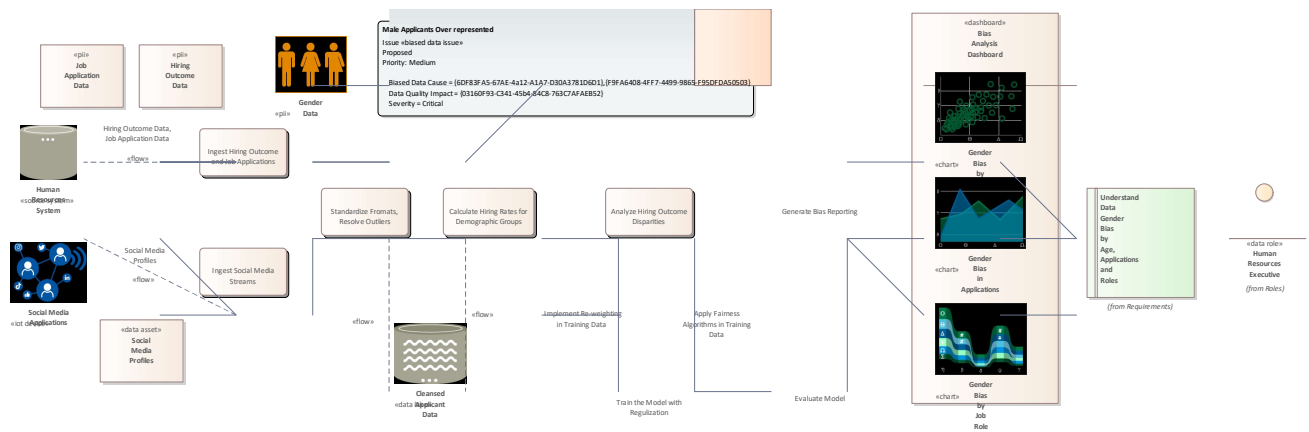 «pii»
Job
Application
Data
«pii»
Hiring
Outcome
Data
Gender
«pii» Data
Male Applicants Over represented
Issue «biased data issue»
Proposed
Priority: Medium
Biased Data Cause = {6DF83FA5-67AE-4a12-A1A7-D30A3781D6D1},{F9FA6408-4FF7-4499-9865-F95DFDA50503}
Data Quality Impact = {03160F93-C341-45b4-84C8-763C7AFAEB52}
Severity = Critical
Hiring Outcome Data,
Job Application Data
«flow»
Ingest Hiring Outcome
and Job Applications
Human
Resources
«source system»
System
Social Media
Profiles
«flow»
Ingest Social Media
Streams
Social Media
Applications
«data asset»
Social
Media
Profiles
Standardize Fromats,
Resolve Outliers
Calculate Hiring Rates for
Demographic Groups
Analyze Hiring Outcome
Disparities
«flow»
«flow»
Cleansed
Applicant
Data
Implement Re-weighting
in Training Data
Apply Fairness
Algorithms in Training
Data
Train the Model with
Regulization
Generate Bias Reporting
Evaluate Model
«dashboard»
Bias
Analysis
Dashboard
Gender
«chart» Bias
by
Gender
«chart» Bias
in
Applications
Gender
«chart» Bias
by
Job
Role
Understand
Data
Gender
Bias
by
Age,
Applications
and
Roles
(from Requirements)
«data role»
Human
Resources
Executive
(from Roles)